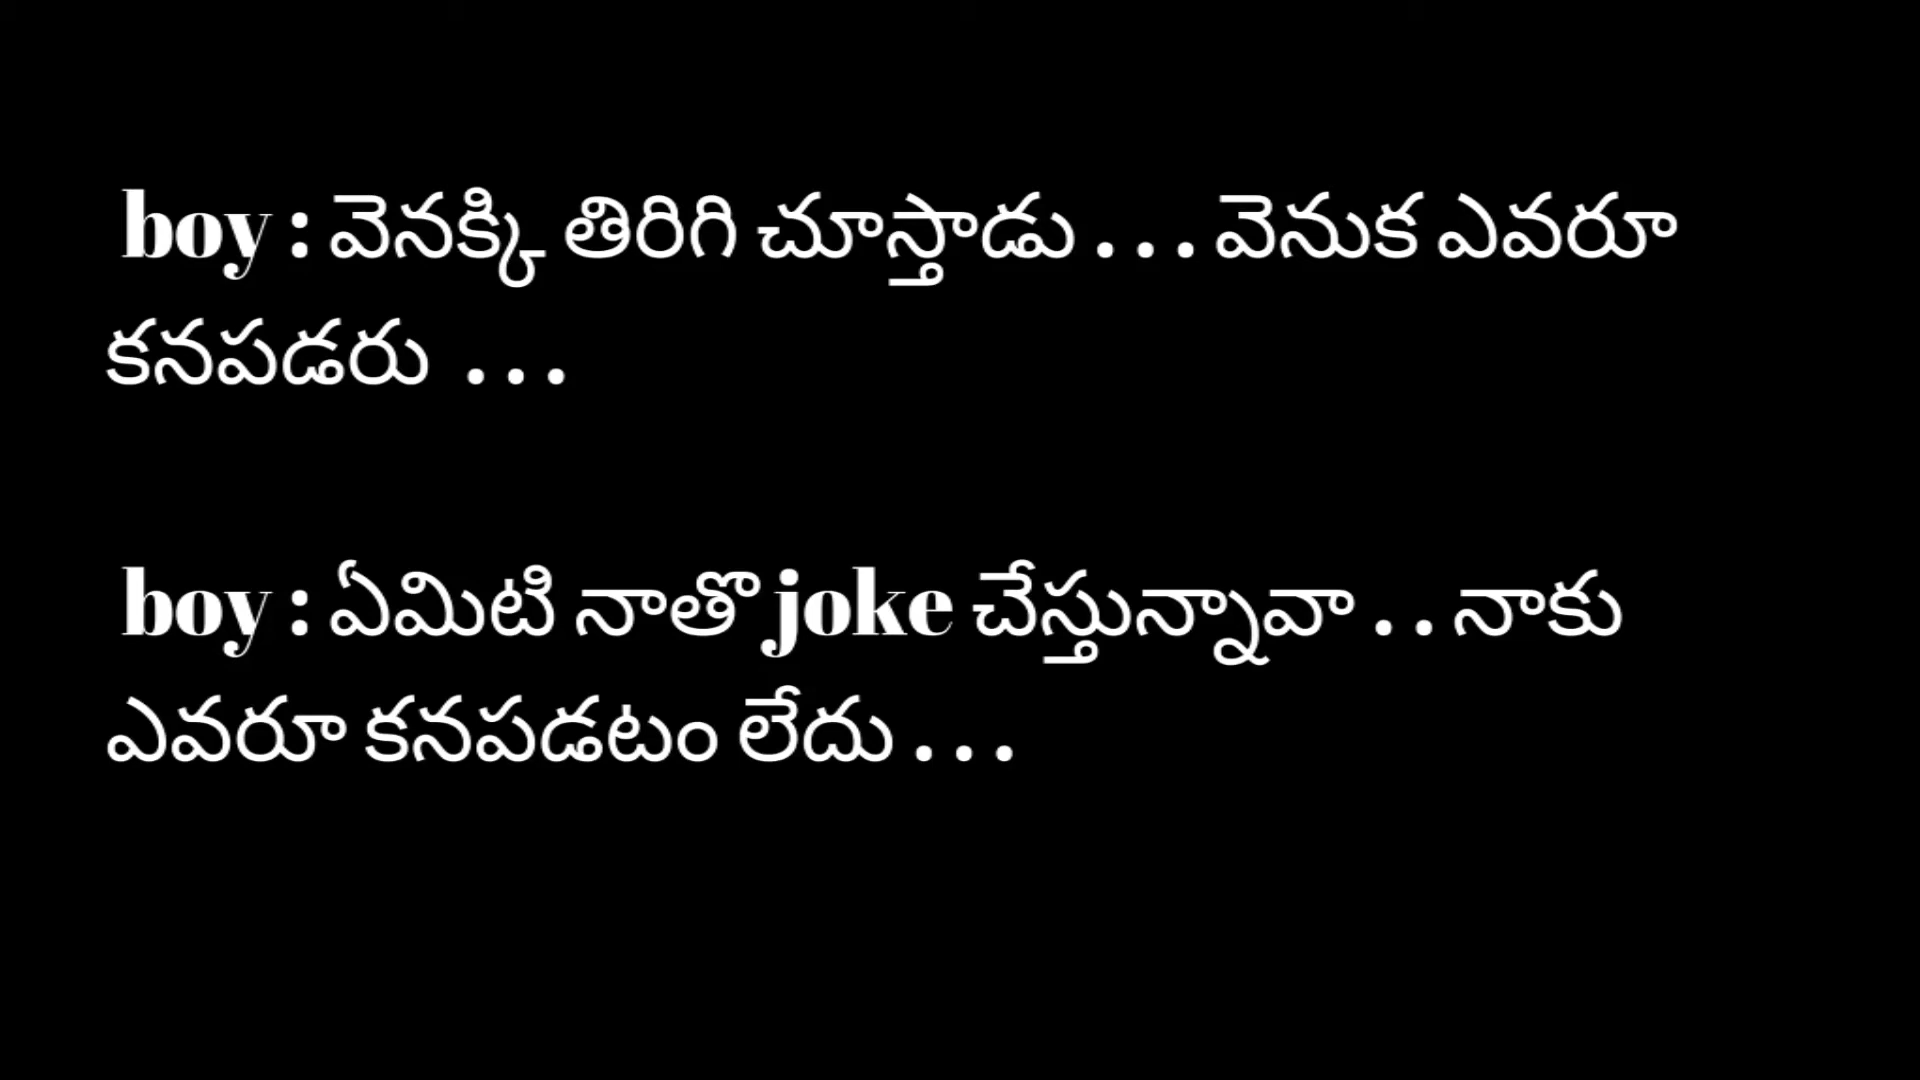 boy : వెనక్కి తిరిగి చూస్తాడు . . . వెనుక ఎవరూ
కనపడరు . . .
boy : ఏమిటి నాతొ joke చేస్తున్నావా . . నాకు
ఎవరూ కనపడటం లేదు . . .